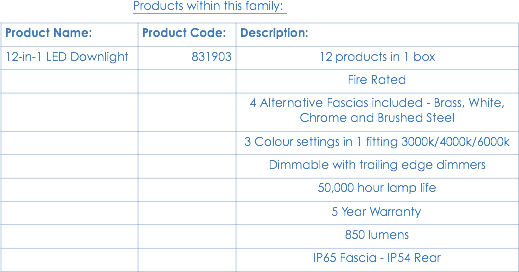 Products within this family:
Product Name: Product Code: Description:
12-in-1 LED Downlight 831903 12 products in 1 box
Fire Rated
4 Alternative Fascias included - Brass, White,
Chrome and Brushed Steel
3 Colour settings in 1 fitting 3000k/4000k/6000k
Dimmable with trailing edge dimmers
50,000 hour lamp life
5 Year Warranty
850 lumens
IP65 Fascia - IP54 Rear